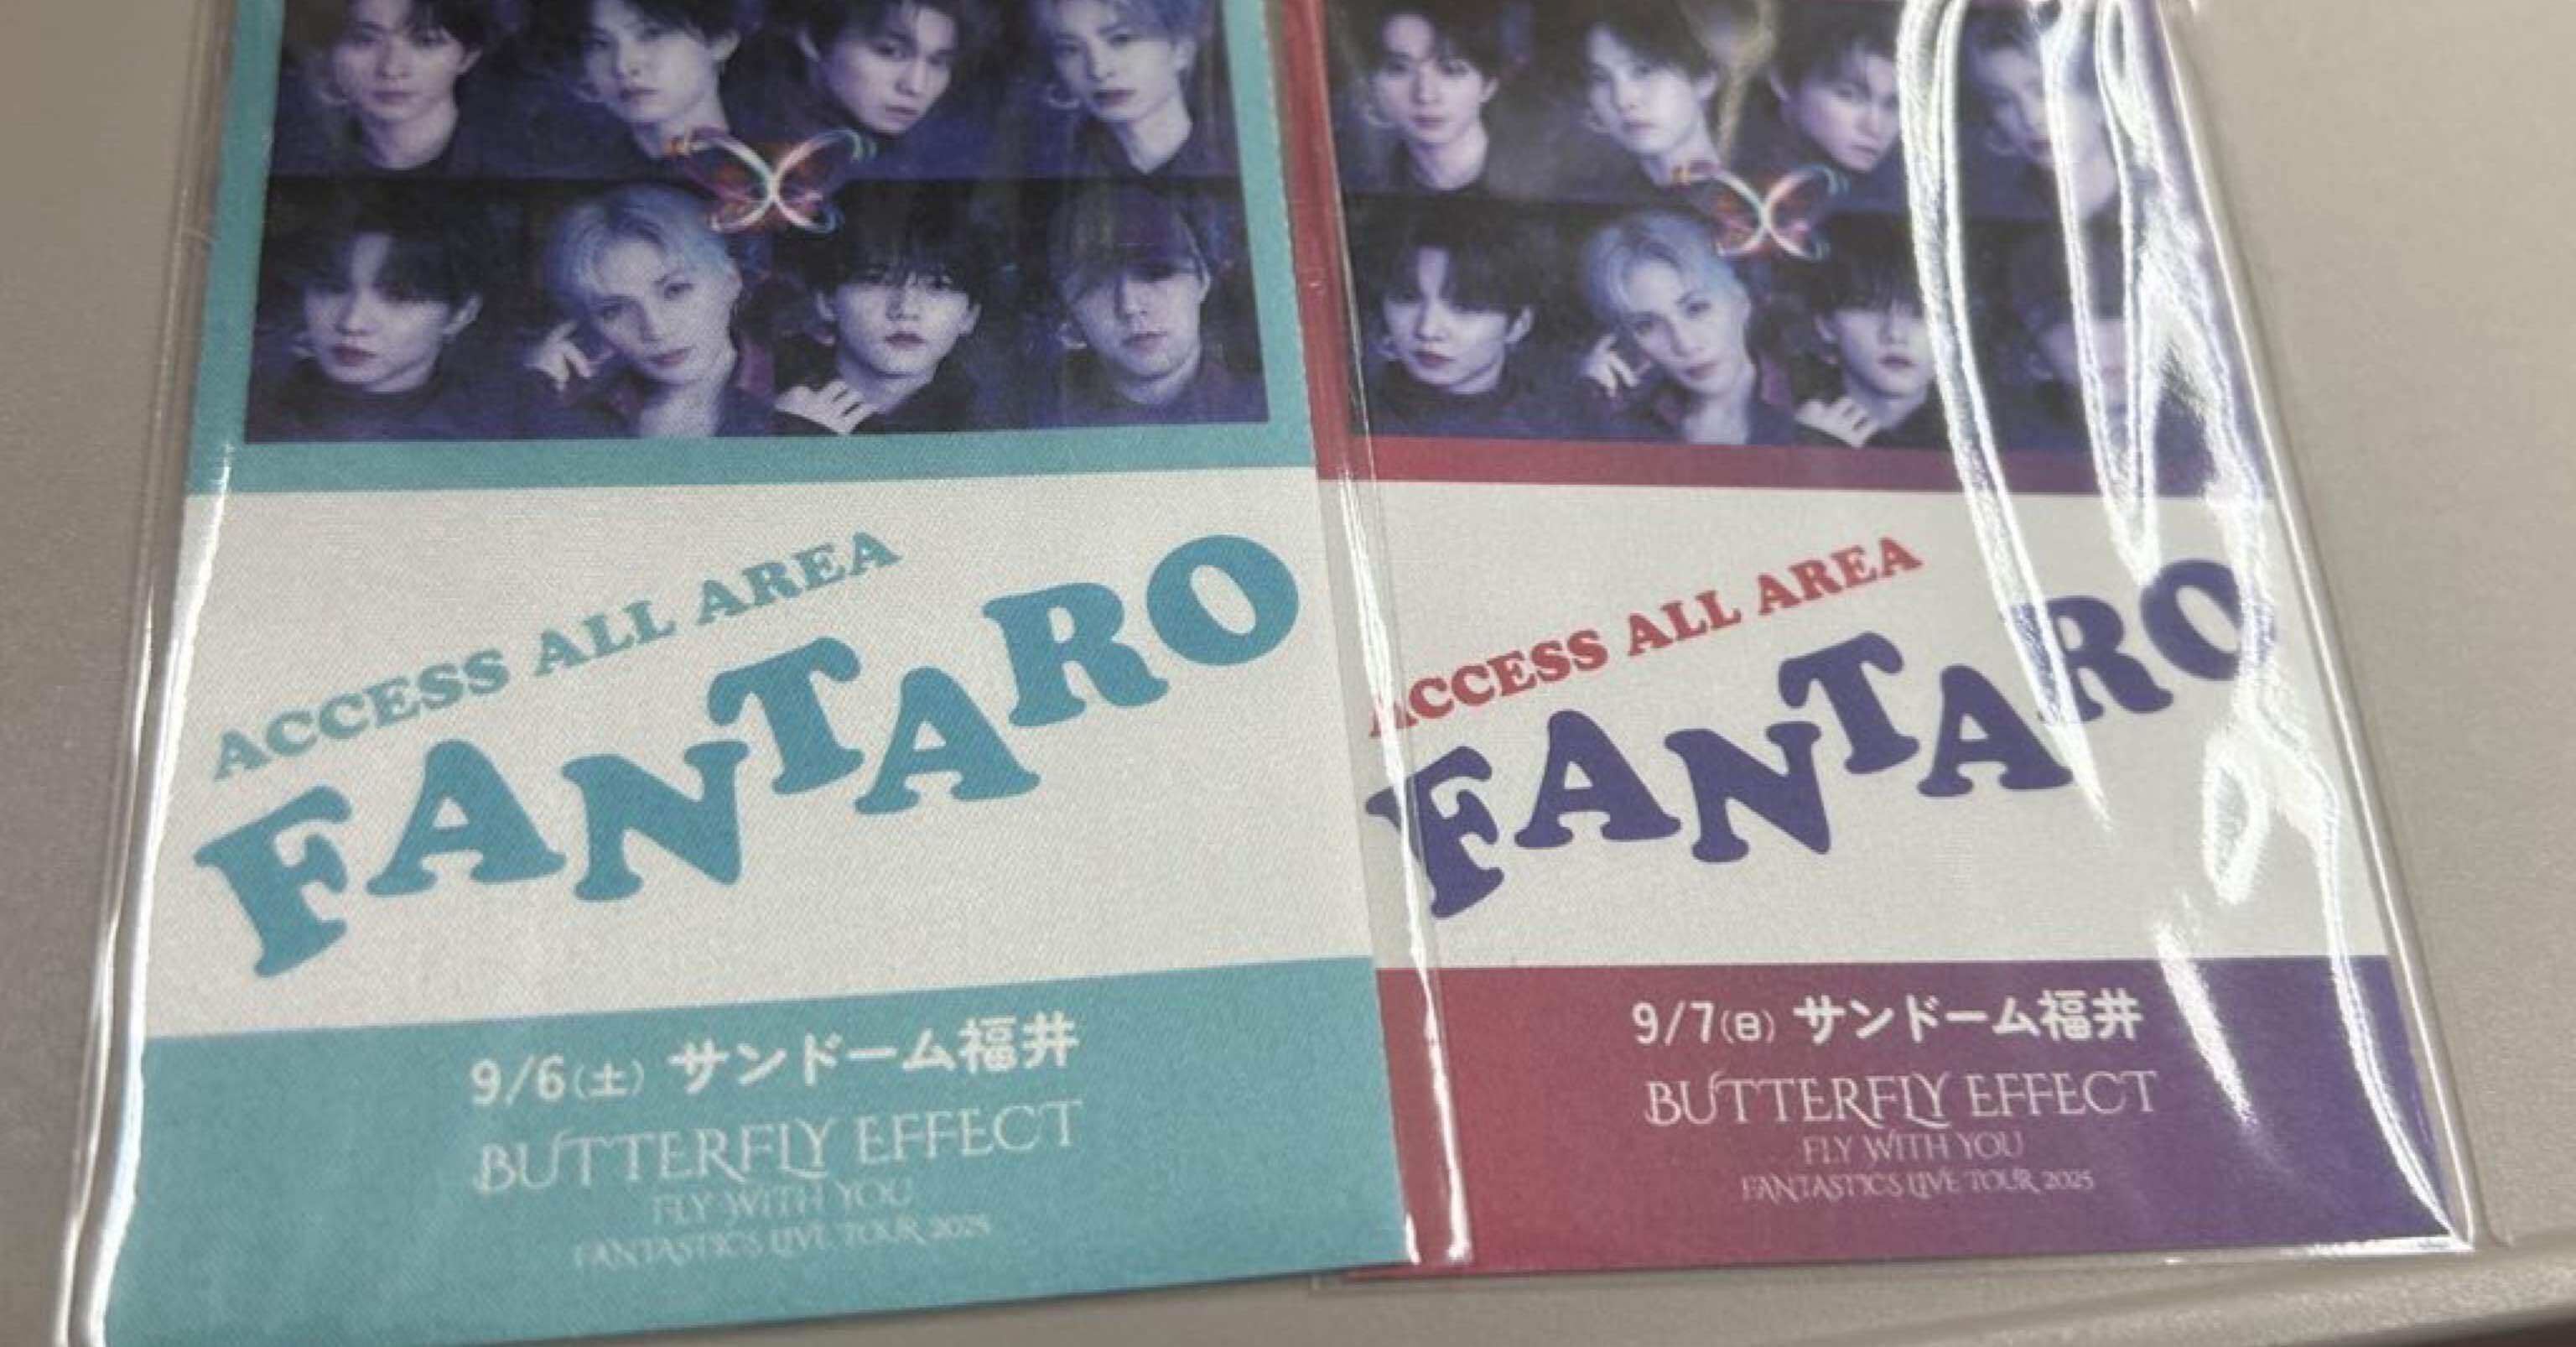 ACCESS ALL AREA
FANTARO
9/6(土) サンドーム福井
BUTTERFLY EFFECT
FLY WITH YOU
FANTASTICS LIVE TOUR 2025
ACCESS ALL AREA
FANTARO
9/7(日) サンドーム福井
BUTTERFLY EFFECT
FLY WITH YOU
FANTASTICS LIVE TOUR 2025